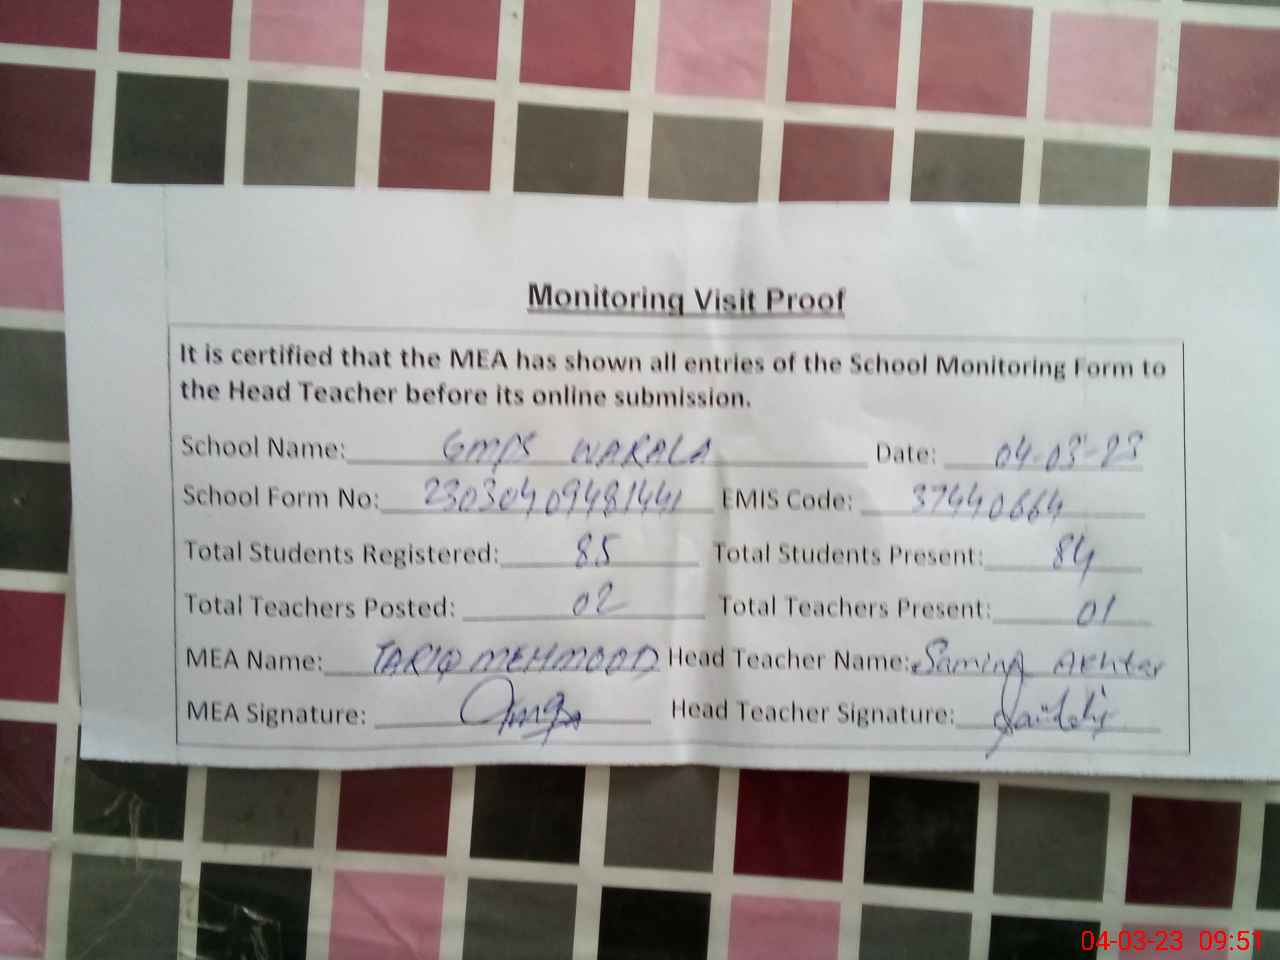 Monitoring Visit Proof
It is certified that the MEA has shown all entries of the School Monitoring Form to
the Head Teacher before its online submission.
School Name: GMPS WARALA Date: 04-03-23
School Form No: 23030409481441 EMIS Code: 37440664
Total Students Registered: 85 Total Students Present: 84
Total Teachers Posted: 02 Total Teachers Present: 01
MEA Name: TARIQ MEHMOOD Head Teacher Name: Samina Akhtar
MEA Signature: Head Teacher Signature:
04-03-23 09:51